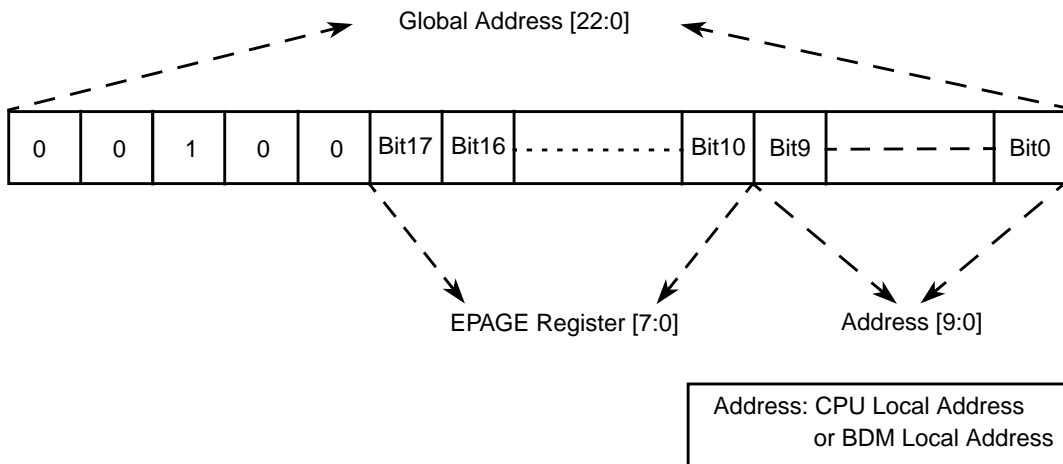 Global Address [22:0]
0 0 1 0 0 Bit17 Bit16 Bit10 Bit9 Bit0
EPAGE Register [7:0] Address [9:0]
Address: CPU Local Address
or BDM Local Address